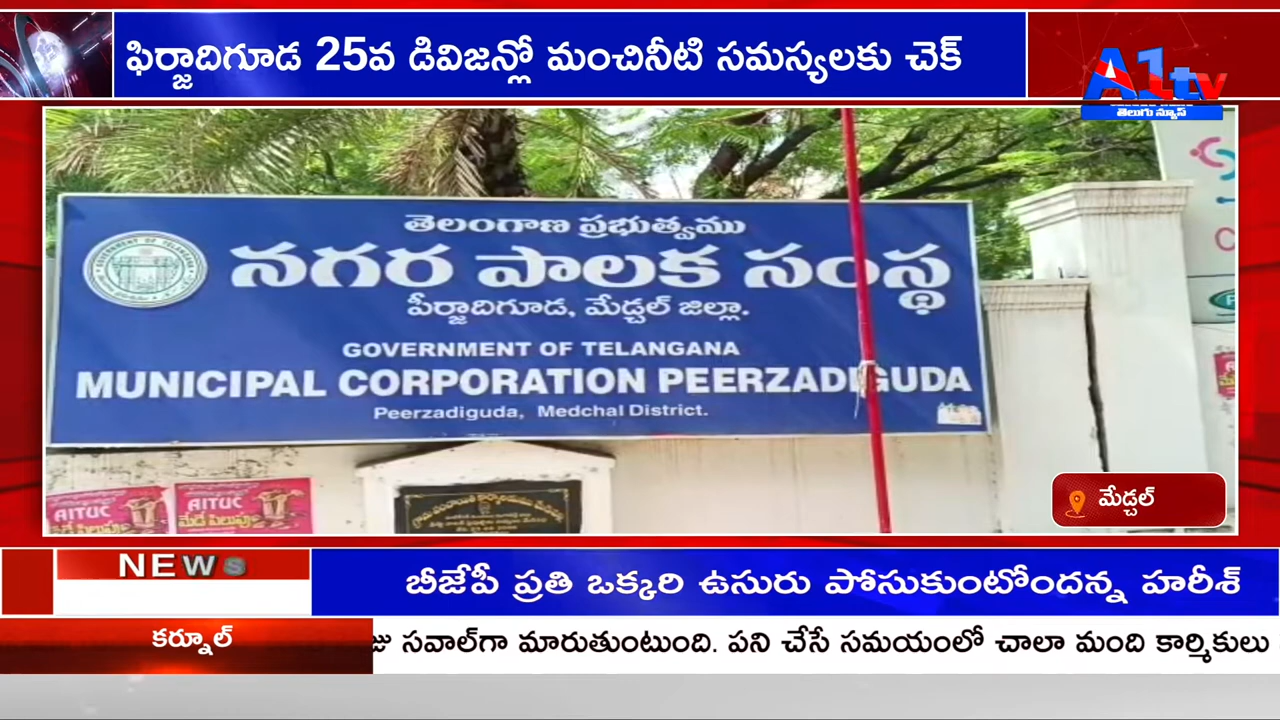 ఫిర్జాదిగూడ 25వ డివిజన్లో మంచినీటి సమస్యలకు చెక్
A1tv
తెలుగు న్యూస్
తెలంగాణ ప్రభుత్వము
నగర పాలక సంస్థ
పీర్జాదిగూడ, మేడ్చల్ జిల్లా.
GOVERNMENT OF TELANGANA
MUNICIPAL CORPORATION PEERZADIGUDA
Peerzadiguda, Medchal District.
AITUC
AITUC
మేడే పిలుపు
మేడ్చల్
NEWS
బీజేపీ ప్రతి ఒక్కరి ఉసురు పోసుకుంటోందన్న హరీశ్
కర్నూల్
సవాల్‌గా మారుతుంటుంది. పని చేసే సమయంలో చాలా మంది కార్మికులు